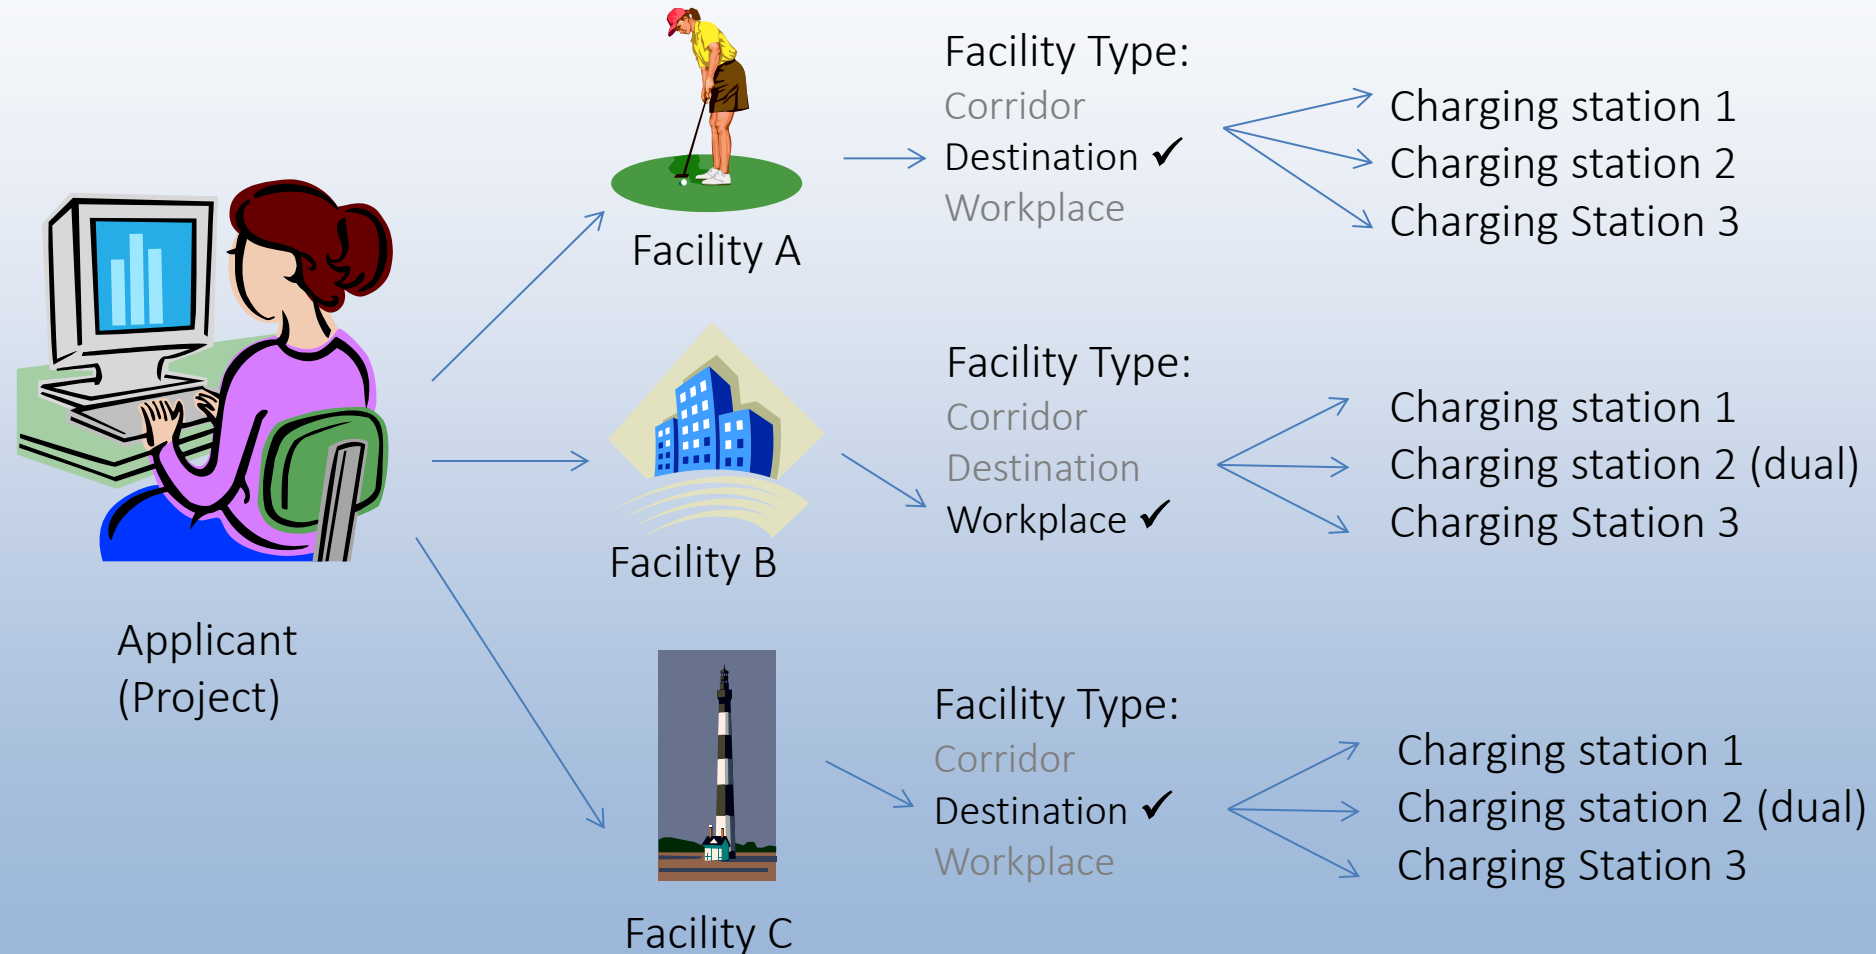 Applicant
(Project)
Facility A
Facility Type:
Corridor
Destination ✓
Workplace
Charging station 1
Charging station 2
Charging Station 3
Facility B
Facility Type:
Corridor
Destination
Workplace ✓
Charging station 1
Charging station 2 (dual)
Charging Station 3
Facility C
Facility Type:
Corridor
Destination ✓
Workplace
Charging station 1
Charging station 2 (dual)
Charging Station 3